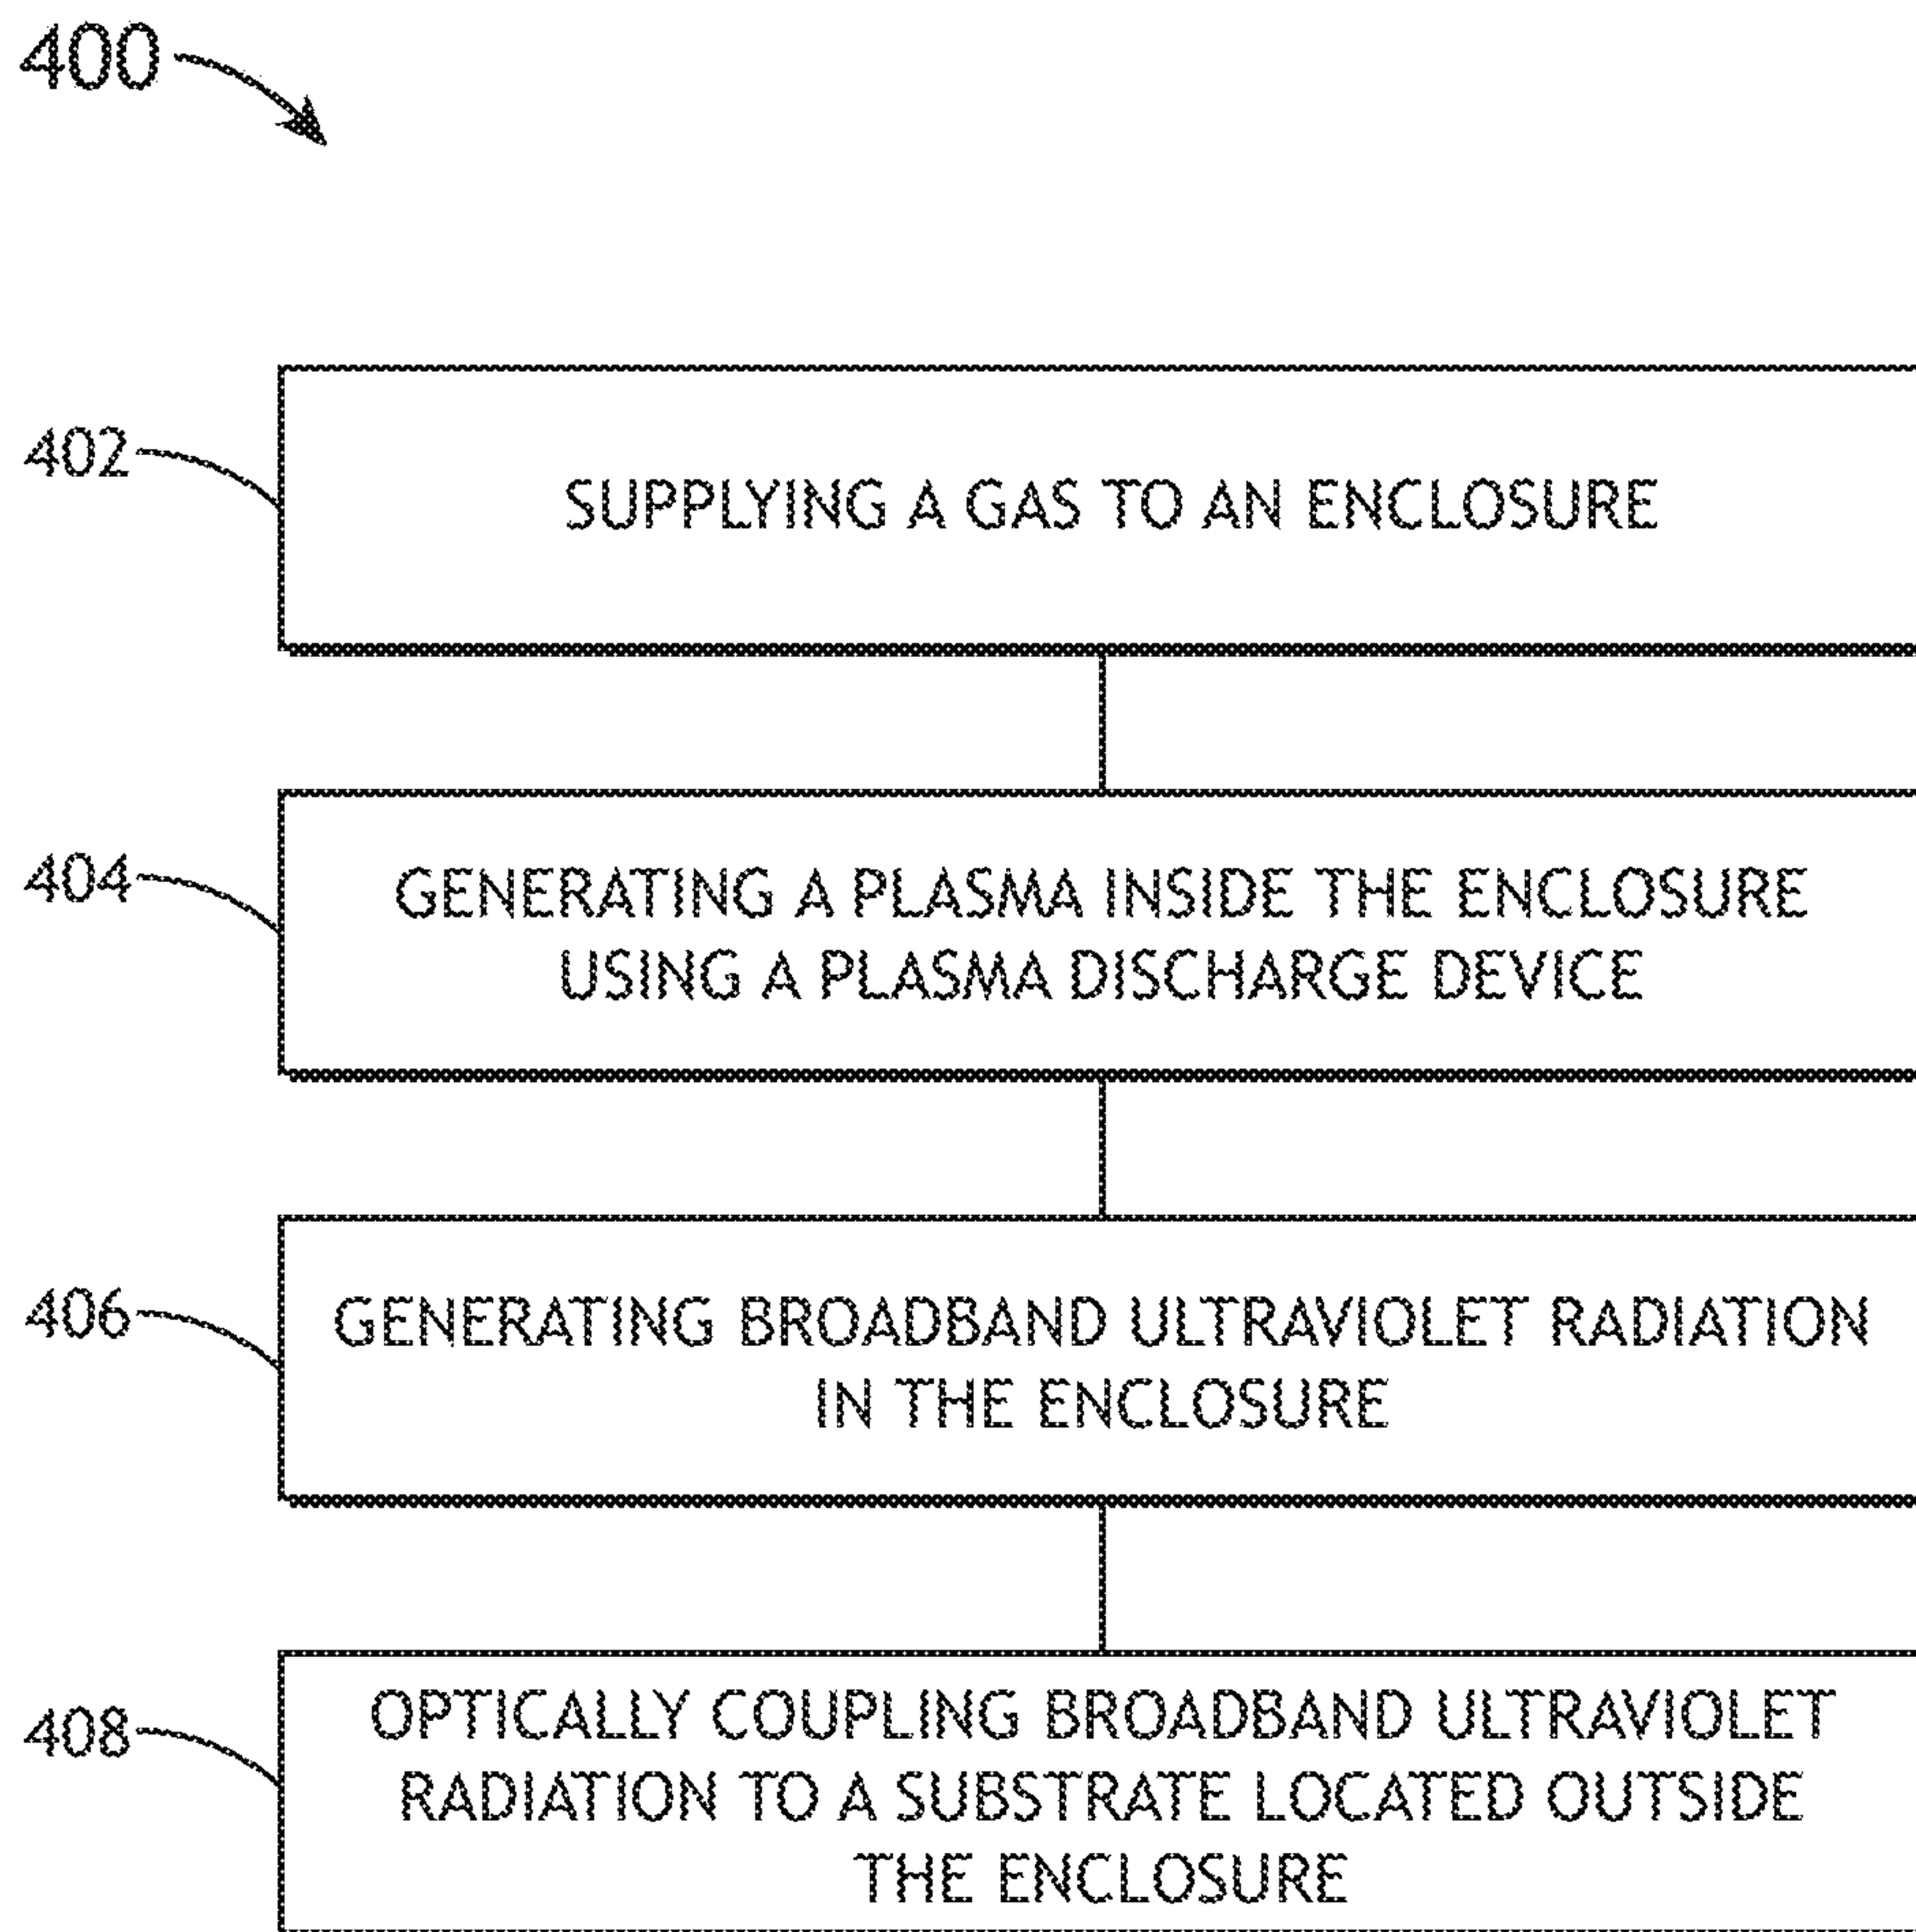 400
402
SUPPLYING A GAS TO AN ENCLOSURE
404
GENERATING A PLASMA INSIDE THE ENCLOSURE
USING A PLASMA DISCHARGE DEVICE
406
GENERATING BROADBAND ULTRAVIOLET RADIATION
IN THE ENCLOSURE
408
OPTICALLY COUPLING BROADBAND ULTRAVIOLET
RADIATION TO A SUBSTRATE LOCATED OUTSIDE
THE ENCLOSURE